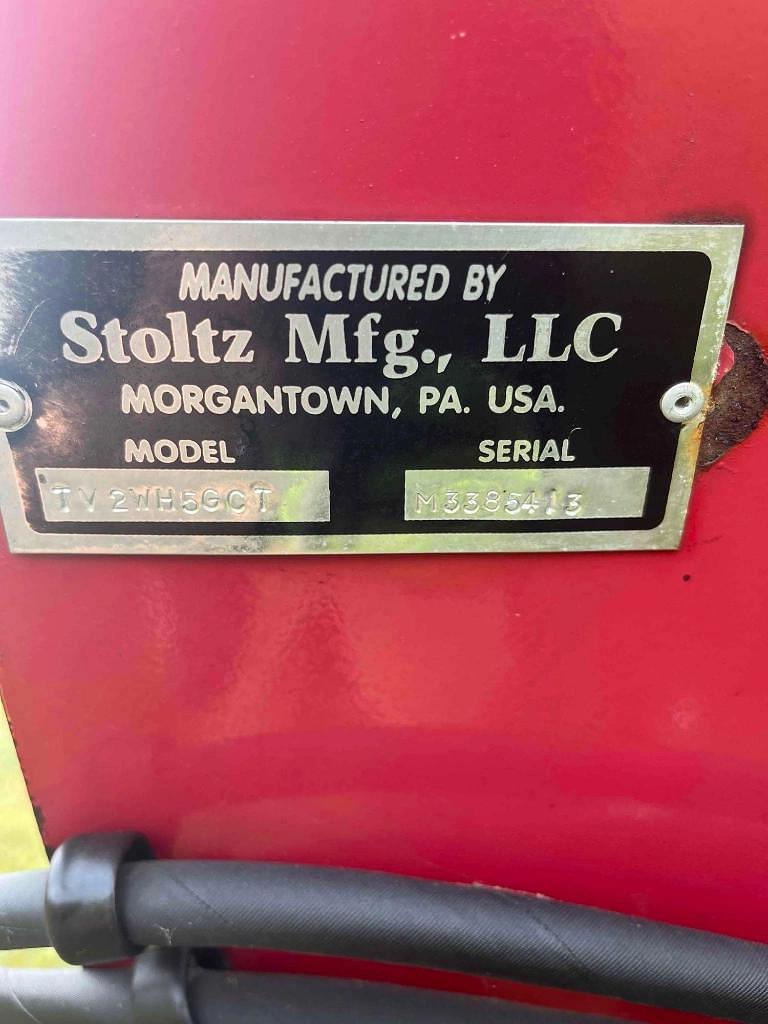 MANUFACTURED BY
Stoltz Mfg., LLC
MORGANTOWN, PA. USA.
MODEL SERIAL
TV2WH5GCT M3385413